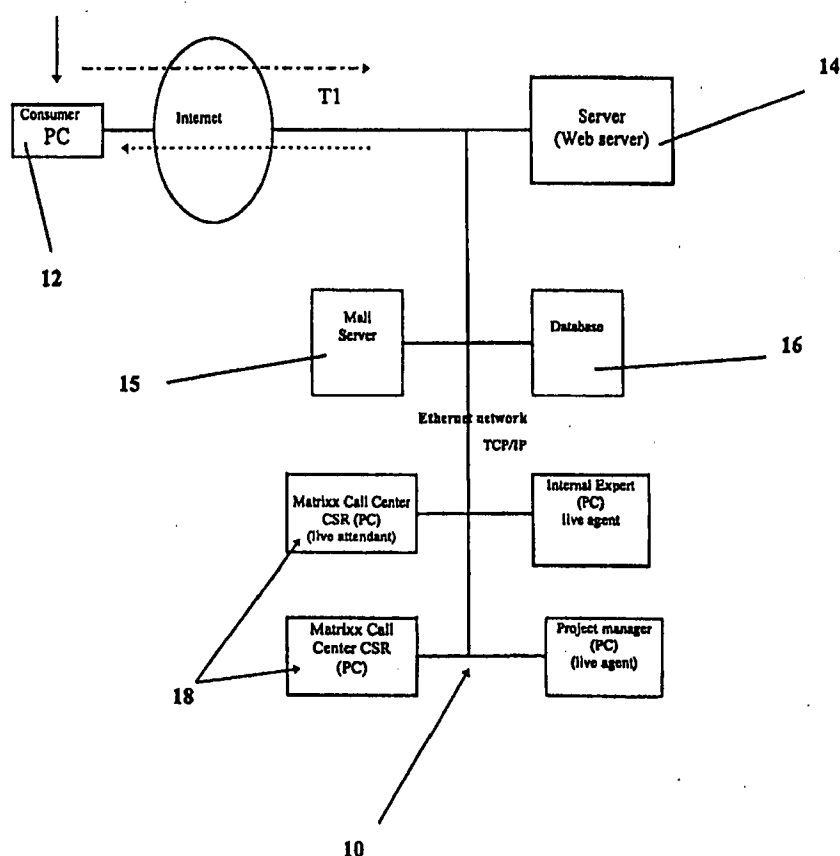 14
T1
Consumer
PC
Internet
Server
(Web server)
12
Mail
Server
Database
16
15
Ethernet network
TCP/IP
Matrixx Call Center
CSR (PC)
(live attendant)
Internal Expert
(PC)
live agent
Matrixx Call
Center CSR
(PC)
Project manager
(PC)
(live agent)
18
10